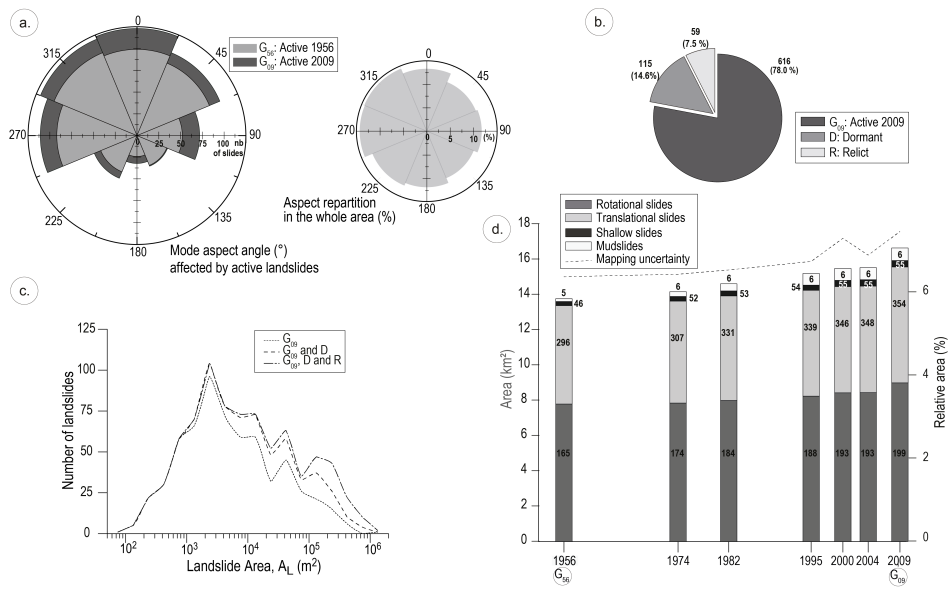 a.
0
45
90
135
180
225
270
315
0 25 50 75 100 nb
of slides
G56: Active 1956
G09: Active 2009
Mode aspect angle (°)
affected by active landslides
0
45
90
135
180
225
270
315
0 5 10 (%)
Aspect repartition
in the whole area (%)
b.
59
(7.5 %)
115
(14.6%)
616
(78.0 %)
G09: Active 2009
D: Dormant
R: Relict
c.
125
100
75
50
25
0
Number of landslides
10² 10³ 10⁴ 10⁵ 10⁶
Landslide Area, AL (m²)
G09
G09 and D
G09, D and R
d.
Rotational slides
Translational slides
Shallow slides
Mudslides
Mapping uncertainty
18
16
14
12
10
8
6
4
2
0
Area (km²)
6
4
2
0
Relative area (%)
5 6 6 6 6 6 6
46 52 53 54 55 55 55
296 307 331 339 346 348 354
165 174 184 188 193 193 199
1956 1974 1982 1995 2000 2004 2009
G56 G09